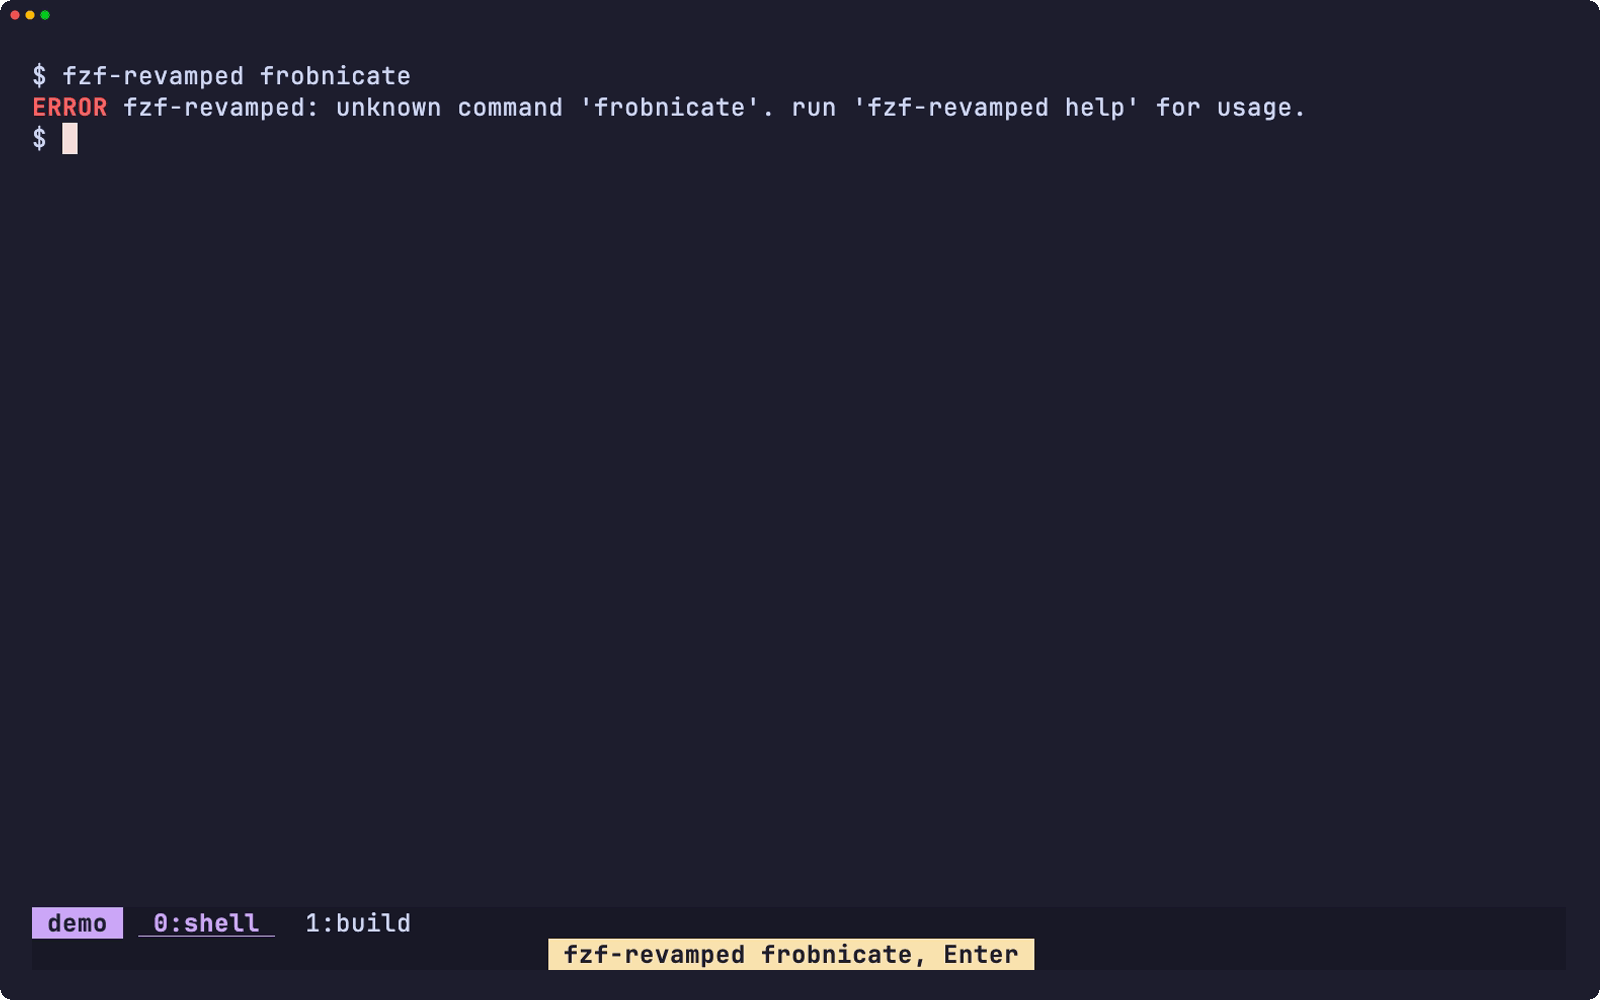 $ fzf-revamped frobnicate
ERROR fzf-revamped: unknown command 'frobnicate'. run 'fzf-revamped help' for usage.
$
demo 0:shell 1:build
fzf-revamped frobnicate, Enter